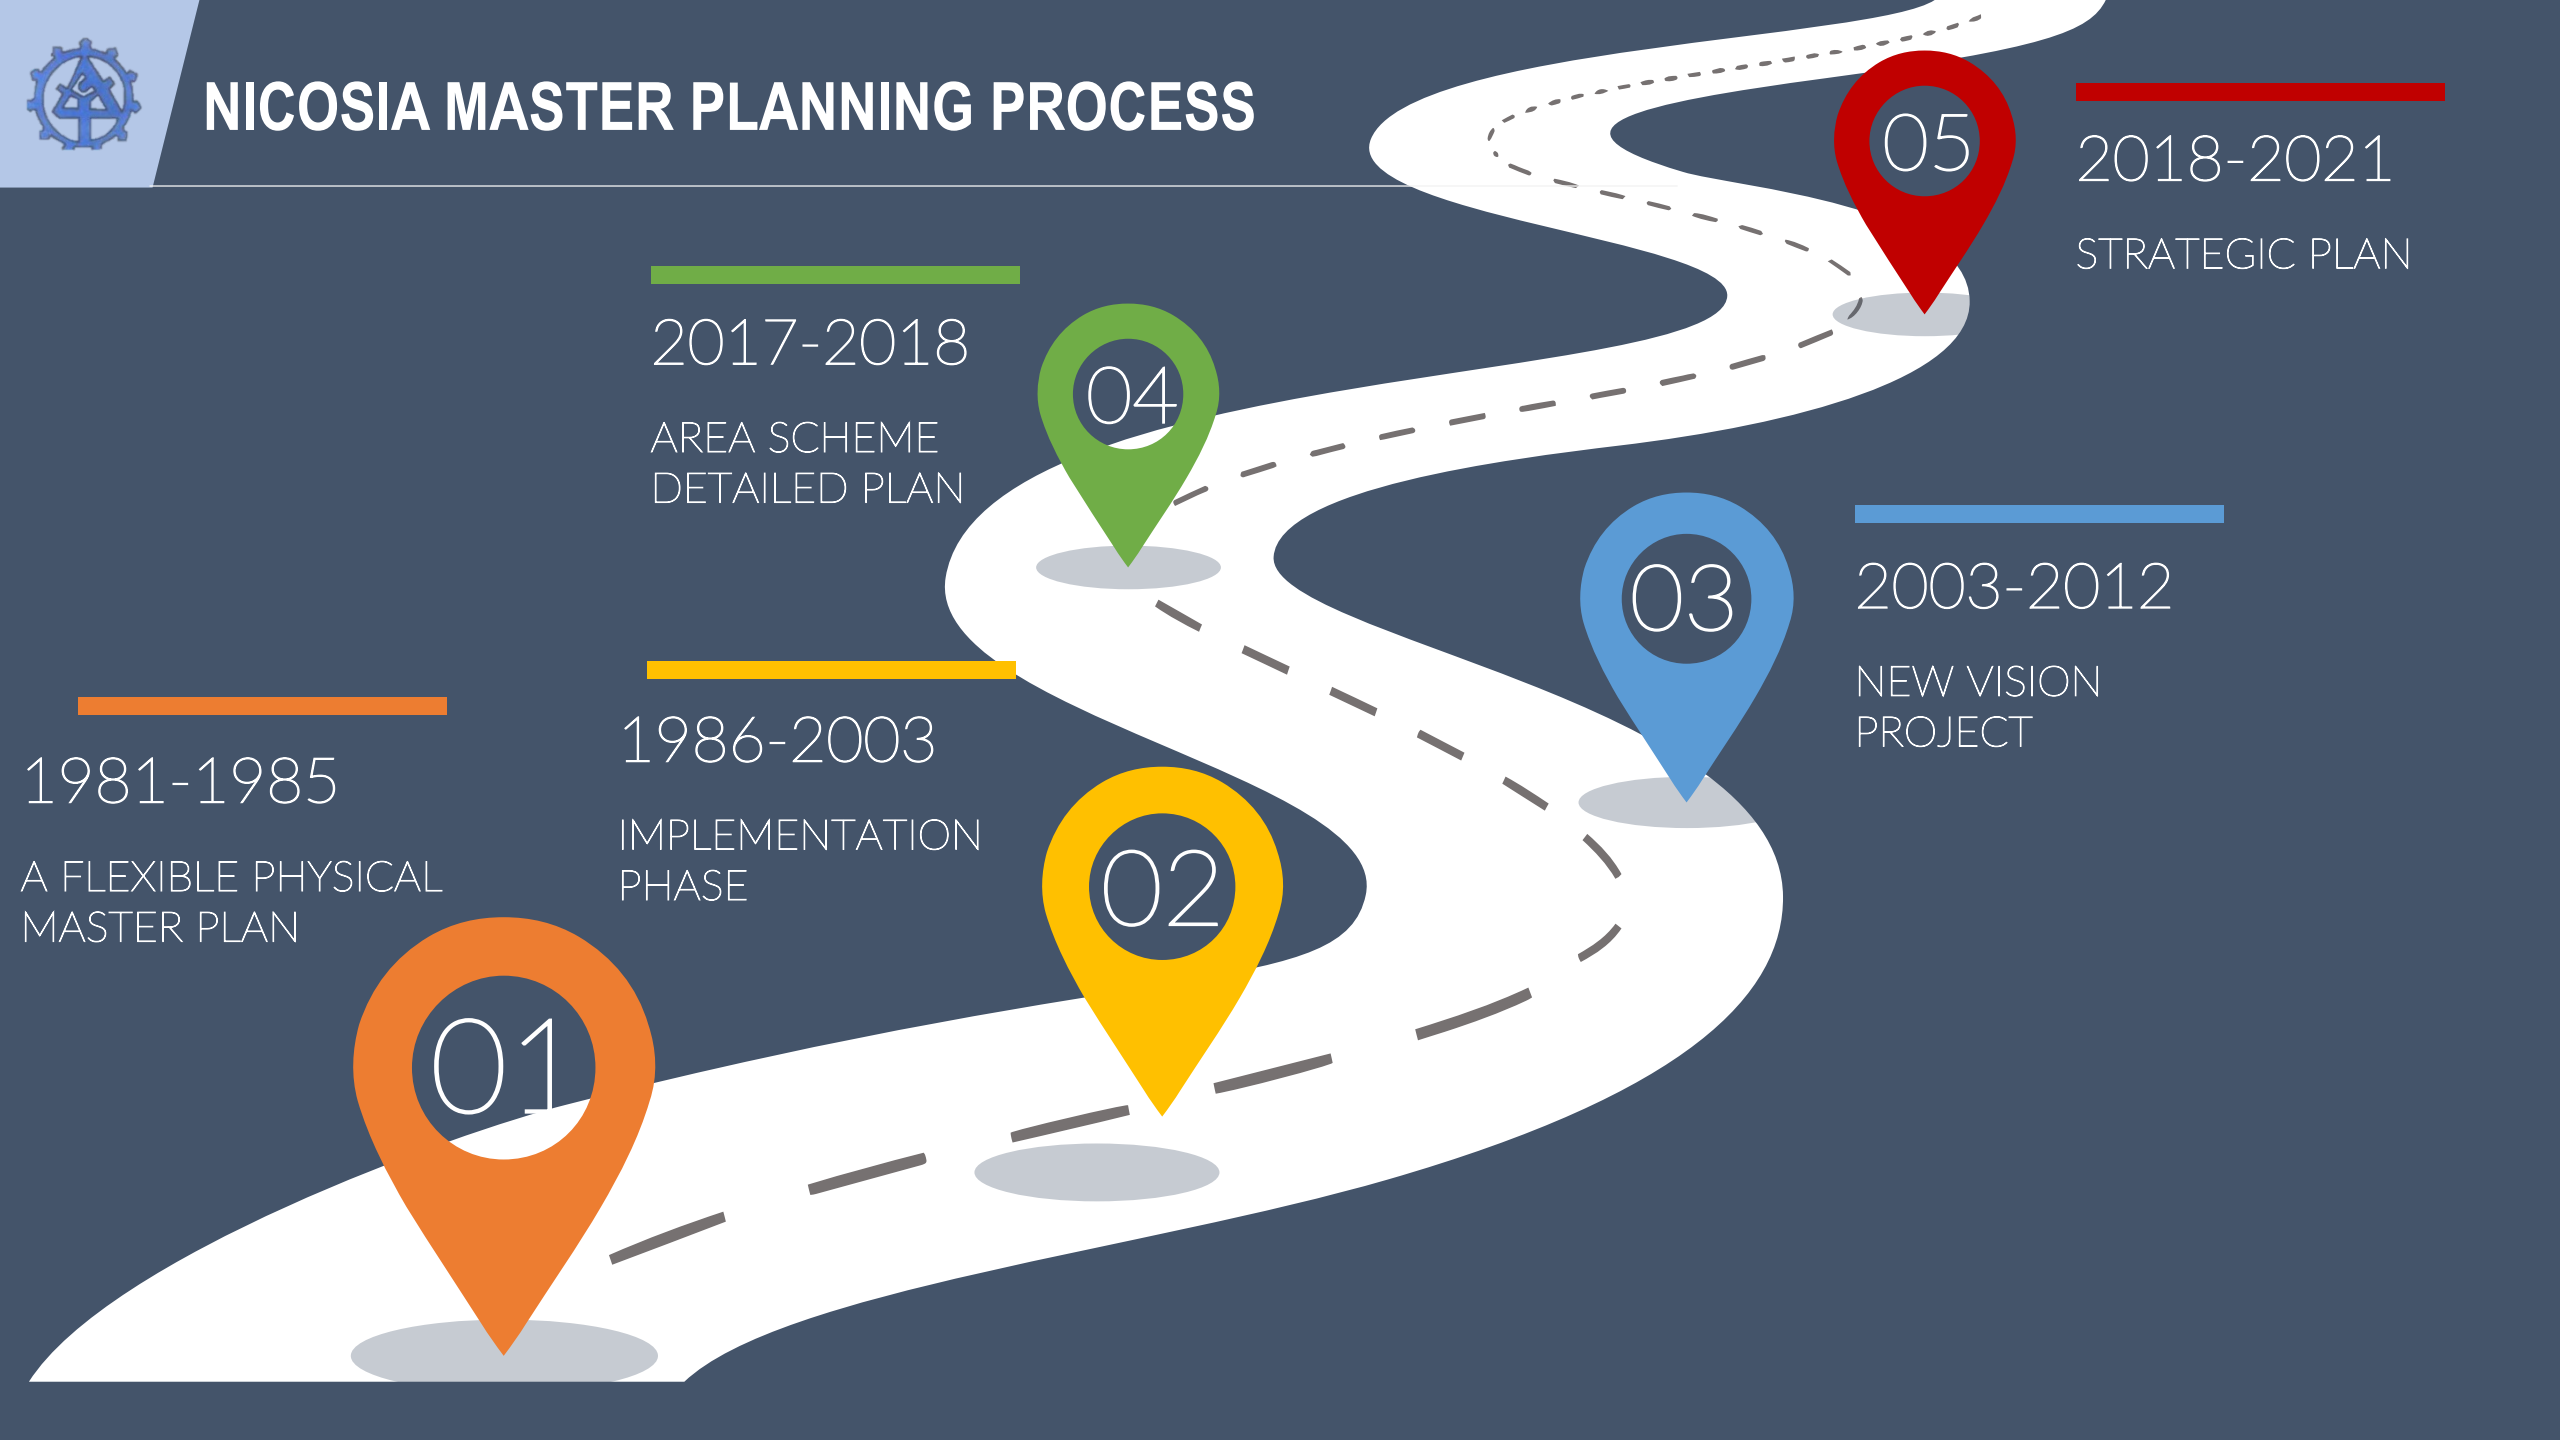 NICOSIA MASTER PLANNING PROCESS
05
2018-2021
STRATEGIC PLAN
2017-2018
AREA SCHEME
DETAILED PLAN
04
03
2003-2012
NEW VISION
PROJECT
1986-2003
IMPLEMENTATION
PHASE
02
1981-1985
A FLEXIBLE PHYSICAL
MASTER PLAN
01